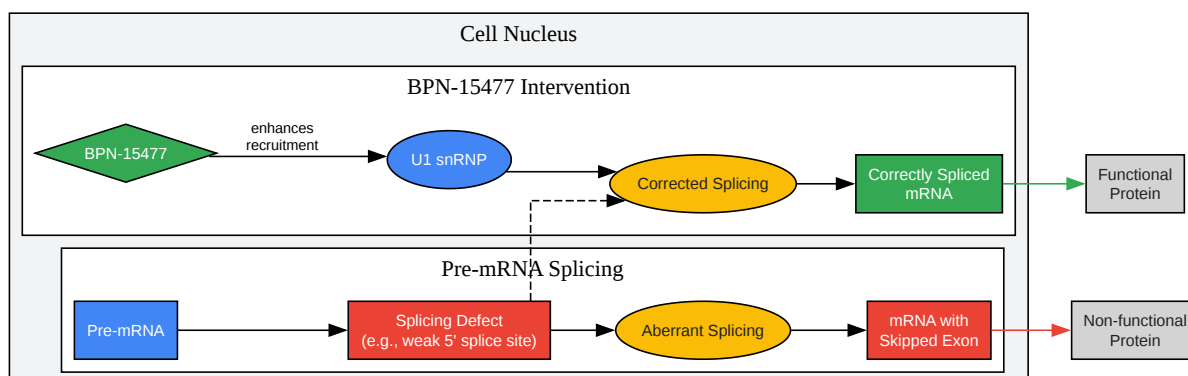 Cell Nucleus
BPN-15477 Intervention
BPN-15477
enhances
recruitment
U1 snRNP
Corrected Splicing
Correctly Spliced
mRNA
Functional
Protein
Pre-mRNA Splicing
Pre-mRNA
Splicing Defect
(e.g., weak 5' splice site)
Aberrant Splicing
mRNA with
Skipped Exon
Non-functional
Protein